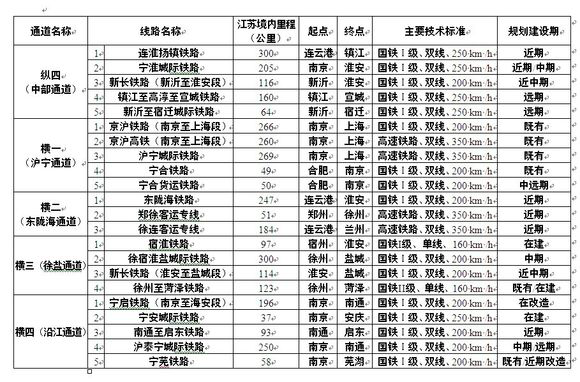 通道名称 线路名称 江苏境内里程（公里） 起点 终点 主要技术标准 规划建设期
纵四（中部通道） 1 连淮扬镇铁路 300 连云港 镇江 国铁Ⅰ级、双线、250km/h 近期
2 宁淮城际铁路 205 南京 淮安 国铁Ⅰ级、双线、250km/h 近期 中期
3 新长铁路（新沂至淮安段） 116 新沂 淮安 国铁Ⅰ级、双线、200km/h 近中期
4 镇江至高淳至宣城铁路 160 镇江 宣城 国铁Ⅰ级、双线、250km/h 远期
5 新沂至宿迁城际铁路 64 新沂 宿迁 国铁Ⅰ级、双线、250km/h 远期
横一（沪宁通道） 1 京沪铁路（南京至上海段） 266 南京 上海 国铁Ⅰ级、双线、200km/h 既有
2 京沪高铁（南京至上海段） 260 南京 上海 高速铁路、双线、350km/h 既有
3 沪宁城际铁路 269 南京 上海 高速铁路、双线、350km/h 既有
4 宁合铁路 49 合肥 南京 国铁Ⅰ级、双线、200km/h 既有
5 宁合货运铁路 50 合肥 南京 国铁Ⅰ级、双线、200km/h 中远期
横二（东陇海通道） 1 东陇海铁路 247 连云港 徐州 国铁Ⅰ级、双线、200km/h 近期
2 郑徐客运专线 51 郑州 徐州 高速铁路、双线、350km/h 近期
3 徐连客运专线 184 连云港 兰州 高速铁路、双线、350km/h 近期
横三（徐盐通道） 1 宿淮铁路 97 宿州 淮安 国铁Ⅰ级、单线、160km/h 在建
2 徐宿淮盐城际铁路 300 徐州 盐城 国铁Ⅰ级、双线、200km/h 中期
3 新长铁路（淮安至盐城段） 114 淮安 盐城 国铁Ⅰ级、双线、200km/h 近中期
4 徐州至菏泽铁路 123 徐州 菏泽 国铁II级、单线、160km/h 既有 在建
横四（沿江通道） 1 宁启铁路（南京至海安段） 196 南京 南通 国铁Ⅰ级、双线、200km/h 在改造
2 宁安城际铁路 37 南京 安庆 国铁Ⅰ级、双线、250km/h 在建
3 南通至启东铁路 93 南通 启东 国铁Ⅰ级、双线、200km/h 近期
4 沪泰宁城际铁路 250 南京 南通 国铁Ⅰ级、双线、200km/h 中期 远期
5 宁芜铁路 58 南京 芜湖 国铁Ⅰ级、双线、200km/h 既有 近期改造